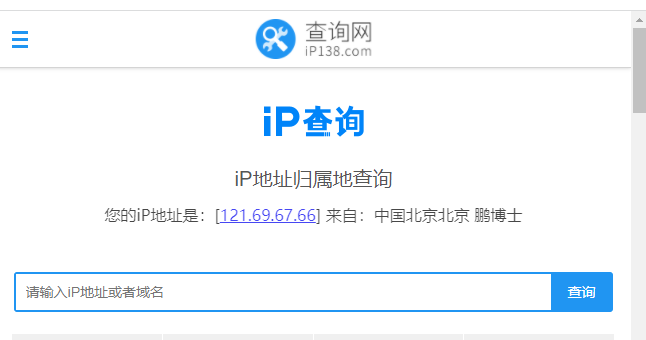 查询网
iP138.com
iP查询
iP地址归属地查询
您的iP地址是：[121.69.67.66] 来自：中国北京北京 鹏博士
请输入iP地址或者域名
查询